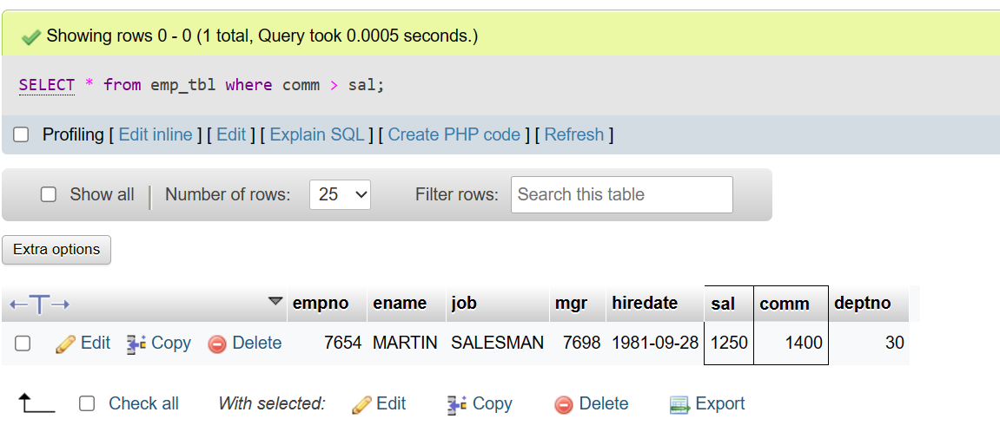 Showing rows 0 - 0 (1 total, Query took 0.0005 seconds.)
SELECT * from emp_tbl where comm > sal;
Profiling [ Edit inline ] [ Edit ] [ Explain SQL ] [ Create PHP code ] [ Refresh ]
Show all Number of rows: 25 Filter rows: Search this table
Extra options
empno ename job mgr hiredate sal comm deptno
Edit Copy Delete 7654 MARTIN SALESMAN 7698 1981-09-28 1250 1400 30
Check all With selected: Edit Copy Delete Export